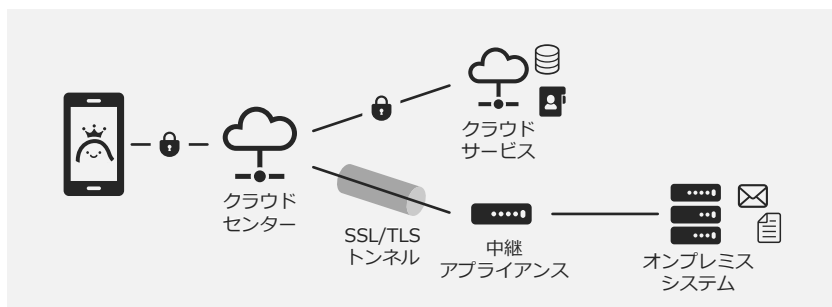 クラウド
サービス
クラウド
センター
SSL/TLS
トンネル
中継
アプライアンス
オンプレミス
システム